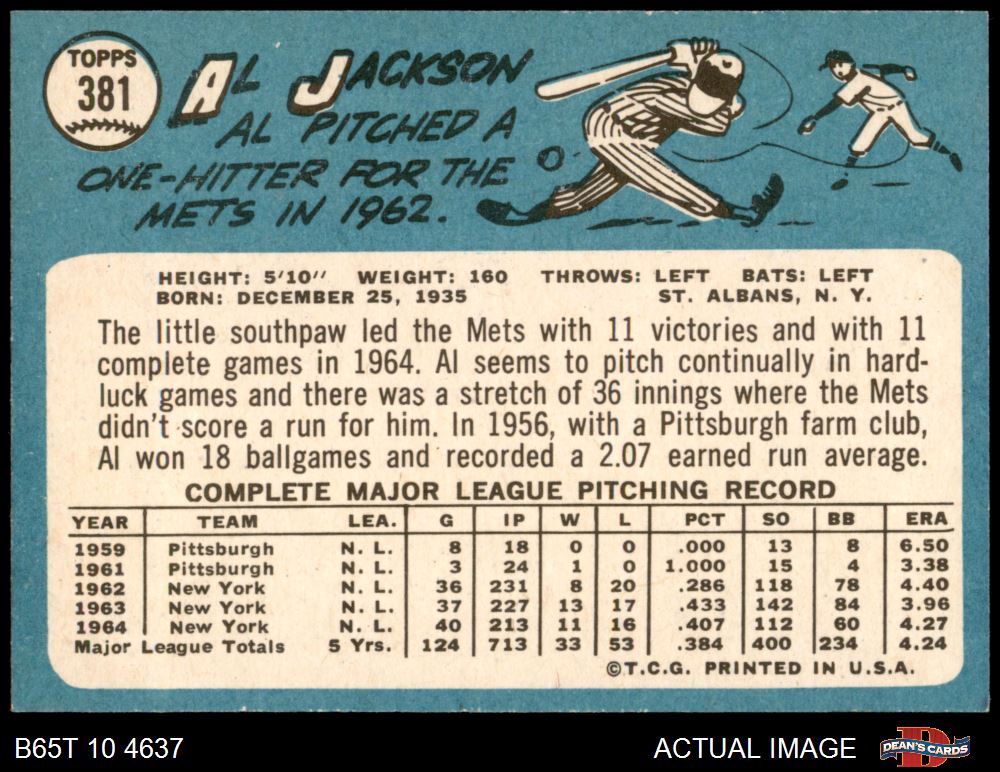 TOPPS
381
AL JACKSON
AL PITCHED A
ONE-HITTER FOR THE
METS IN 1962.
HEIGHT: 5'10" WEIGHT: 160 THROWS: LEFT BATS: LEFT
BORN: DECEMBER 25, 1935 ST. ALBANS, N. Y.
The little southpaw led the Mets with 11 victories and with 11
complete games in 1964. Al seems to pitch continually in hard-
luck games and there was a stretch of 36 innings where the Mets
didn't score a run for him. In 1956, with a Pittsburgh farm club,
Al won 18 ballgames and recorded a 2.07 earned run average.
COMPLETE MAJOR LEAGUE PITCHING RECORD
YEAR TEAM LEA. G IP W L PCT SO BB ERA
1959 Pittsburgh N. L. 8 18 0 0 .000 13 8 6.50
1961 Pittsburgh N. L. 3 24 1 0 1.000 15 4 3.38
1962 New York N. L. 36 231 8 20 .286 118 78 4.40
1963 New York N. L. 37 227 13 17 .433 142 84 3.96
1964 New York N. L. 40 213 11 16 .407 112 60 4.27
Major League Totals 5 Yrs. 124 713 33 53 .384 400 234 4.24
©T.C.G. PRINTED IN U.S.A.
B65T 10 4637 ACTUAL IMAGE D DEAN'S CARDS